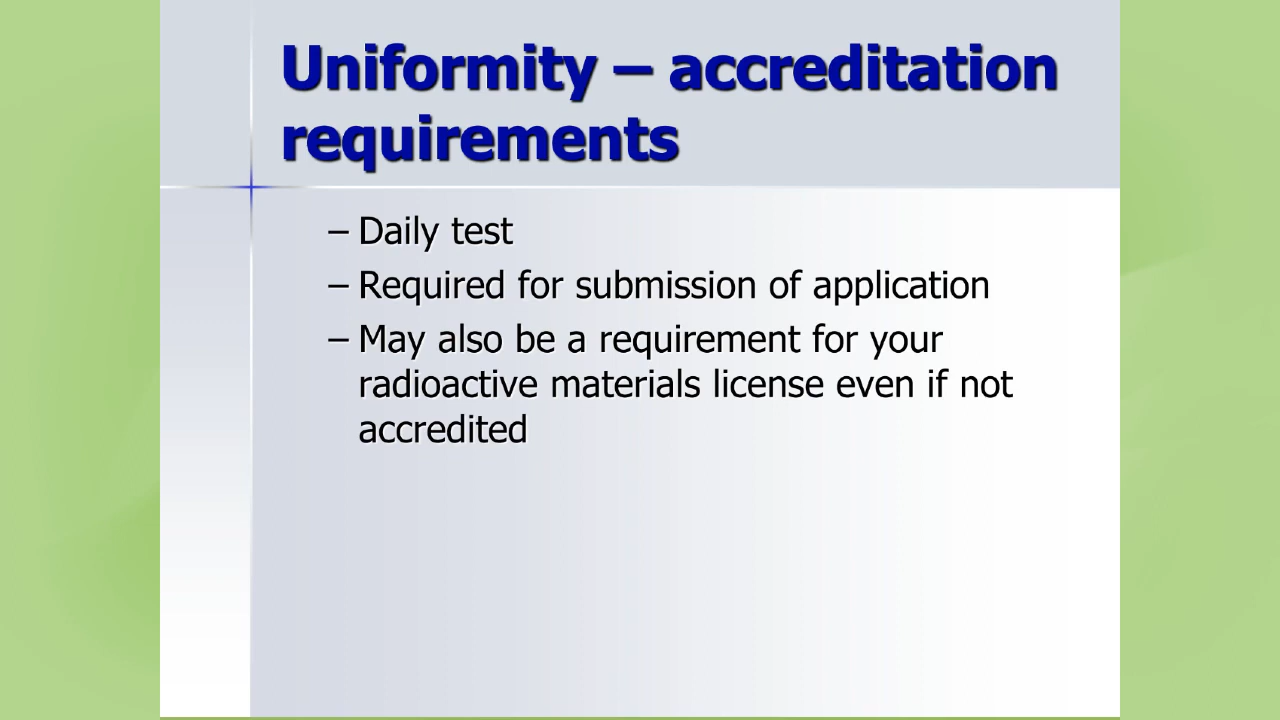 Uniformity – accreditation
requirements
– Daily test
– Required for submission of application
– May also be a requirement for your
radioactive materials license even if not
accredited